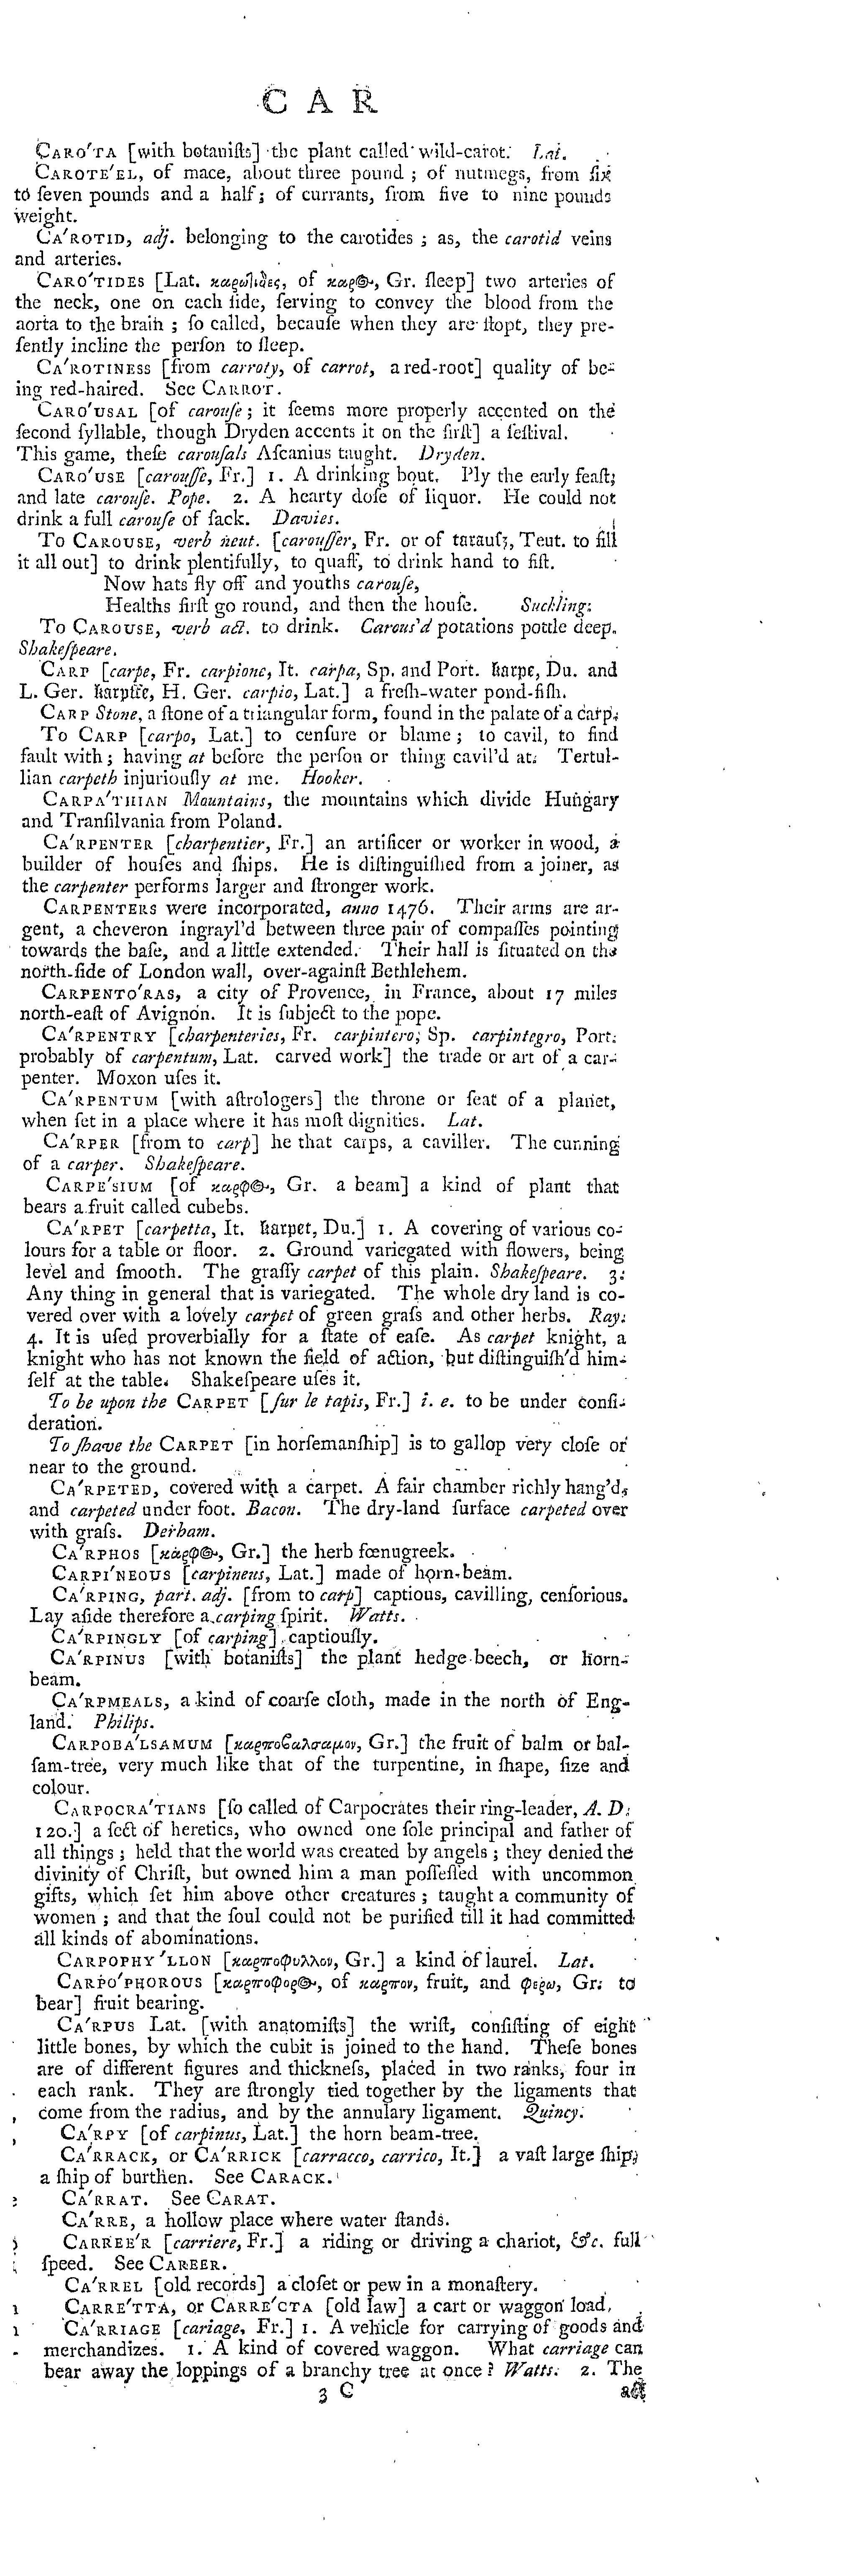 C A R
CARO'TA [with botaniſts] the plant called wild-carot. Lat.
CAROTE'EL, of mace, about three pound ; of nutmegs, from ſix
to ſeven pounds and a half; of currants, from five to nine pounds
weight.
CA'ROTID, adj. belonging to the carotides ; as, the carotid veins
and arteries.
CARO'TIDES [Lat. of Gr. ſleep] two arteries of
the neck, one on each ſide, ſerving to convey the blood from the
aorta to the brain ; ſo called, becauſe when they are ſtopt, they pre-
ſently incline the perſon to ſleep.
CA'ROTINESS [from carroty, of carrot, a red-root] quality of be-
ing red-haired. See CARROT.
CARO'USAL [of carouſe ; it ſeems more properly accented on the
ſecond ſyllable, though Dryden accents it on the firſt] a feſtival.
This game, theſe carouſals Aſcanius taught. Dryden.
CARO'USE [carouſſe, Fr.] 1. A drinking bout. Ply the early feaſt;
and late carouſe. Pope. 2. A hearty doſe of liquor. He could not
drink a full carouſe of ſack. Davies.
To CAROUSE, verb neut. [carouſſer, Fr. or of Teut. to fill
it all out] to drink plentifully, to quaff, to drink hand to fiſt.
Now hats fly off and youths carouſe,
Healths firſt go round, and then the houſe. Suckling.
To CAROUSE, verb act. to drink. Carous'd potations pottle deep.
Shakeſpeare.
CARP [carpe, Fr. carpione, It. carpa, Sp. and Port. karpe, Du. and
L. Ger. H. Ger. carpio, Lat.] a freſh-water pond-fiſh.
CARP Stone, a ſtone of a triangular form, found in the palate of a carp.
To CARP [carpo, Lat.] to cenſure or blame ; to cavil, to find
fault with ; having at before the perſon or thing cavil'd at. Tertul-
lian carpeth injuriouſly at me. Hooker.
CARPA'THIAN Mountains, the mountains which divide Hungary
and Tranſilvania from Poland.
CA'RPENTER [charpentier, Fr.] an artificer or worker in wood, a
builder of houſes and ſhips. He is diſtinguiſhed from a joiner, as
the carpenter performs larger and ſtronger work.
CARPENTERS were incorporated, anno 1476. Their arms are ar-
gent, a cheveron ingrayl'd between three pair of compaſſes pointing
towards the baſe, and a little extended. Their hall is ſituated on the
north-ſide of London wall, over-againſt Bethlehem.
CARPENTO'RAS, a city of Provence, in France, about 17 miles
north-eaſt of Avignon. It is ſubject to the pope.
CA'RPENTRY [charpenteries, Fr. carpintero, Sp. carpintegro, Port.
probably of carpentum, Lat. carved work] the trade or art of a car-
penter. Moxon uſes it.
CA'RPENTUM [with aſtrologers] the throne or ſeat of a planet,
when ſet in a place where it has moſt dignities. Lat.
CA'RPER [from to carp] he that carps, a caviller. The cunning
of a carper. Shakeſpeare.
CARPE'SIUM [of καρφος, Gr. a beam] a kind of plant that
bears a fruit called cubebs.
CA'RPET [carpetta, It. karpet, Du.] 1. A covering of various co-
lours for a table or floor. 2. Ground variegated with flowers, being
level and ſmooth. The graſſy carpet of this plain. Shakeſpeare. 3.
Any thing in general that is variegated. The whole dry land is co-
vered over with a lovely carpet of green graſs and other herbs. Ray.
4. It is uſed proverbially for a ſtate of eaſe. As carpet knight, a
knight who has not known the field of action, but diſtinguiſh'd him-
ſelf at the table. Shakeſpeare uſes it.
To be upon the CARPET [ſur le tapis, Fr.] i. e. to be under conſi-
deration.
To ſhave the CARPET [in horſemanſhip] is to gallop very cloſe or
near to the ground.
CA'RPETED, covered with a carpet. A fair chamber richly hang'd,
and carpeted under foot. Bacon. The dry-land ſurface carpeted over
with graſs. Derham.
CA'RPHOS [καρφος, Gr.] the herb fœnugreek.
CARPI'NEOUS [carpineus, Lat.] made of horn-beam.
CA'RPING, part. adj. [from to carp] captious, cavilling, cenſorious.
Lay aſide therefore a carping ſpirit. Watts.
CA'RPINGLY [of carping] captiouſly.
CA'RPINUS [with botaniſts] the plant hedge-beech, or horn-
beam.
CA'RPMEALS, a kind of coarſe cloth, made in the north of Eng-
land. Philips.
CARPOBA'LSAMUM [καρποβαλσαμον, Gr.] the fruit of balm or bal-
ſam-tree, very much like that of the turpentine, in ſhape, ſize and
colour.
CARPOCRA'TIANS [ſo called of Carpocrates their ring-leader, A. D.
120.] a ſect of heretics, who owned one ſole principal and father of
all things ; held that the world was created by angels ; they denied the
divinity of Chriſt, but owned him a man poſſeſſed with uncommon
gifts, which ſet him above other creatures ; taught a community of
women ; and that the ſoul could not be purified till it had committed
all kinds of abominations.
CARPOPHY'LLON [καρποφυλλον, Gr.] a kind of laurel. Lat.
CARPO'PHOROUS [καρποφορος, of καρπον, fruit, and φερω, Gr. to
bear] fruit bearing.
CA'RPUS Lat. [with anatomiſts] the wriſt, conſiſting of eight
little bones, by which the cubit is joined to the hand. Theſe bones
are of different figures and thickneſs, placed in two ranks, four in
each rank. They are ſtrongly tied together by the ligaments that
come from the radius, and by the annulary ligament. Quincy.
CA'RPY [of carpinus, Lat.] the horn beam-tree.
CA'RRACK, or CA'RRICK [carracco, carrico, It.] a vaſt large ſhip,
a ſhip of burthen. See CARACK.
CA'RRAT. See CARAT.
CA'RRE, a hollow place where water ſtands.
CARREE'R [carriere, Fr.] a riding or driving a chariot, &c. full
ſpeed. See CAREER.
CA'RREL [old records] a cloſet or pew in a monaſtery.
CARRE'TTA, or CARRE'CTA [old law] a cart or waggon load,
CA'RRIAGE [cariage, Fr.] 1. A vehicle for carrying of goods and
merchandizes. 1. A kind of covered waggon. What carriage can
bear away the loppings of a branchy tree at once ? Watts. 2. The
3 C act